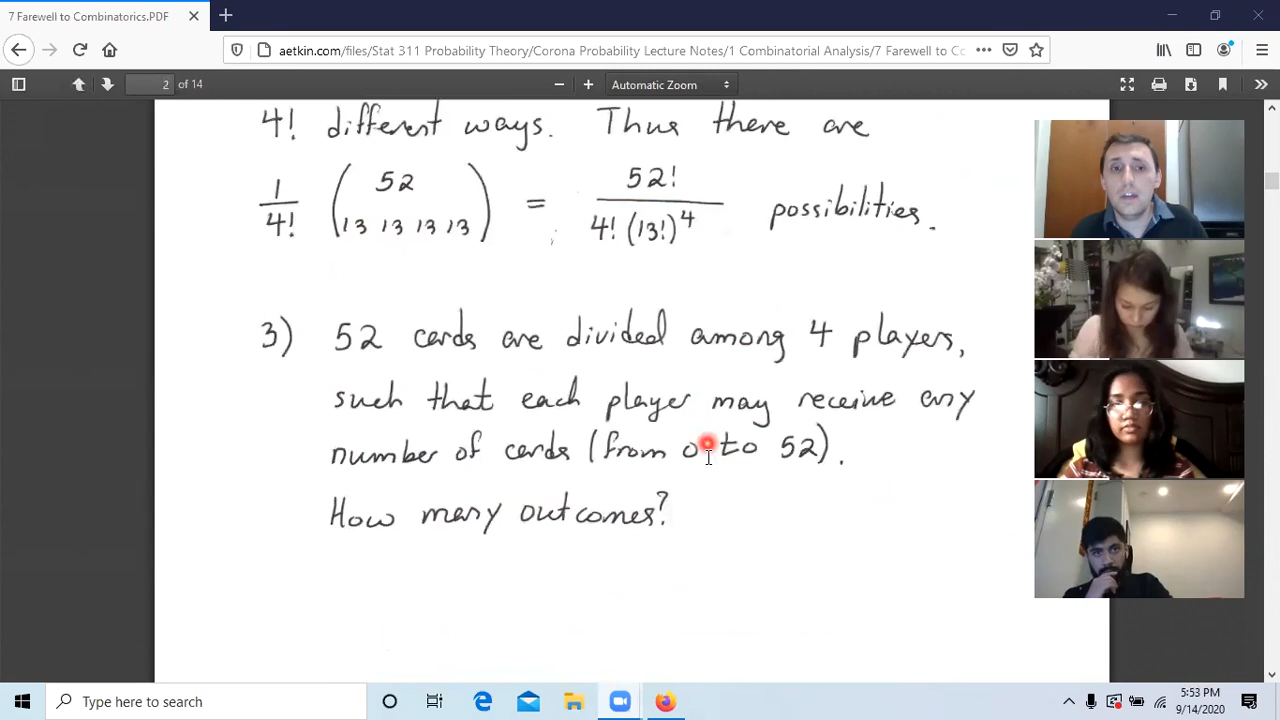 7 Farewell to Combinatorics.PDF
aetkin.com/files/Stat 311 Probability Theory/Corona Probability Lecture Notes/1 Combinatorial Analysis/7 Farewell to Co
2 of 14
Automatic Zoom
4! different ways. Thus there are
1/4! (52 13 13 13 13) = 52!/4! (13!)^4 possibilities.
3) 52 cards are divided among 4 players,
such that each player may receive any
number of cards (from 0 to 52).
How many outcomes?
Type here to search
5:53 PM
9/14/2020